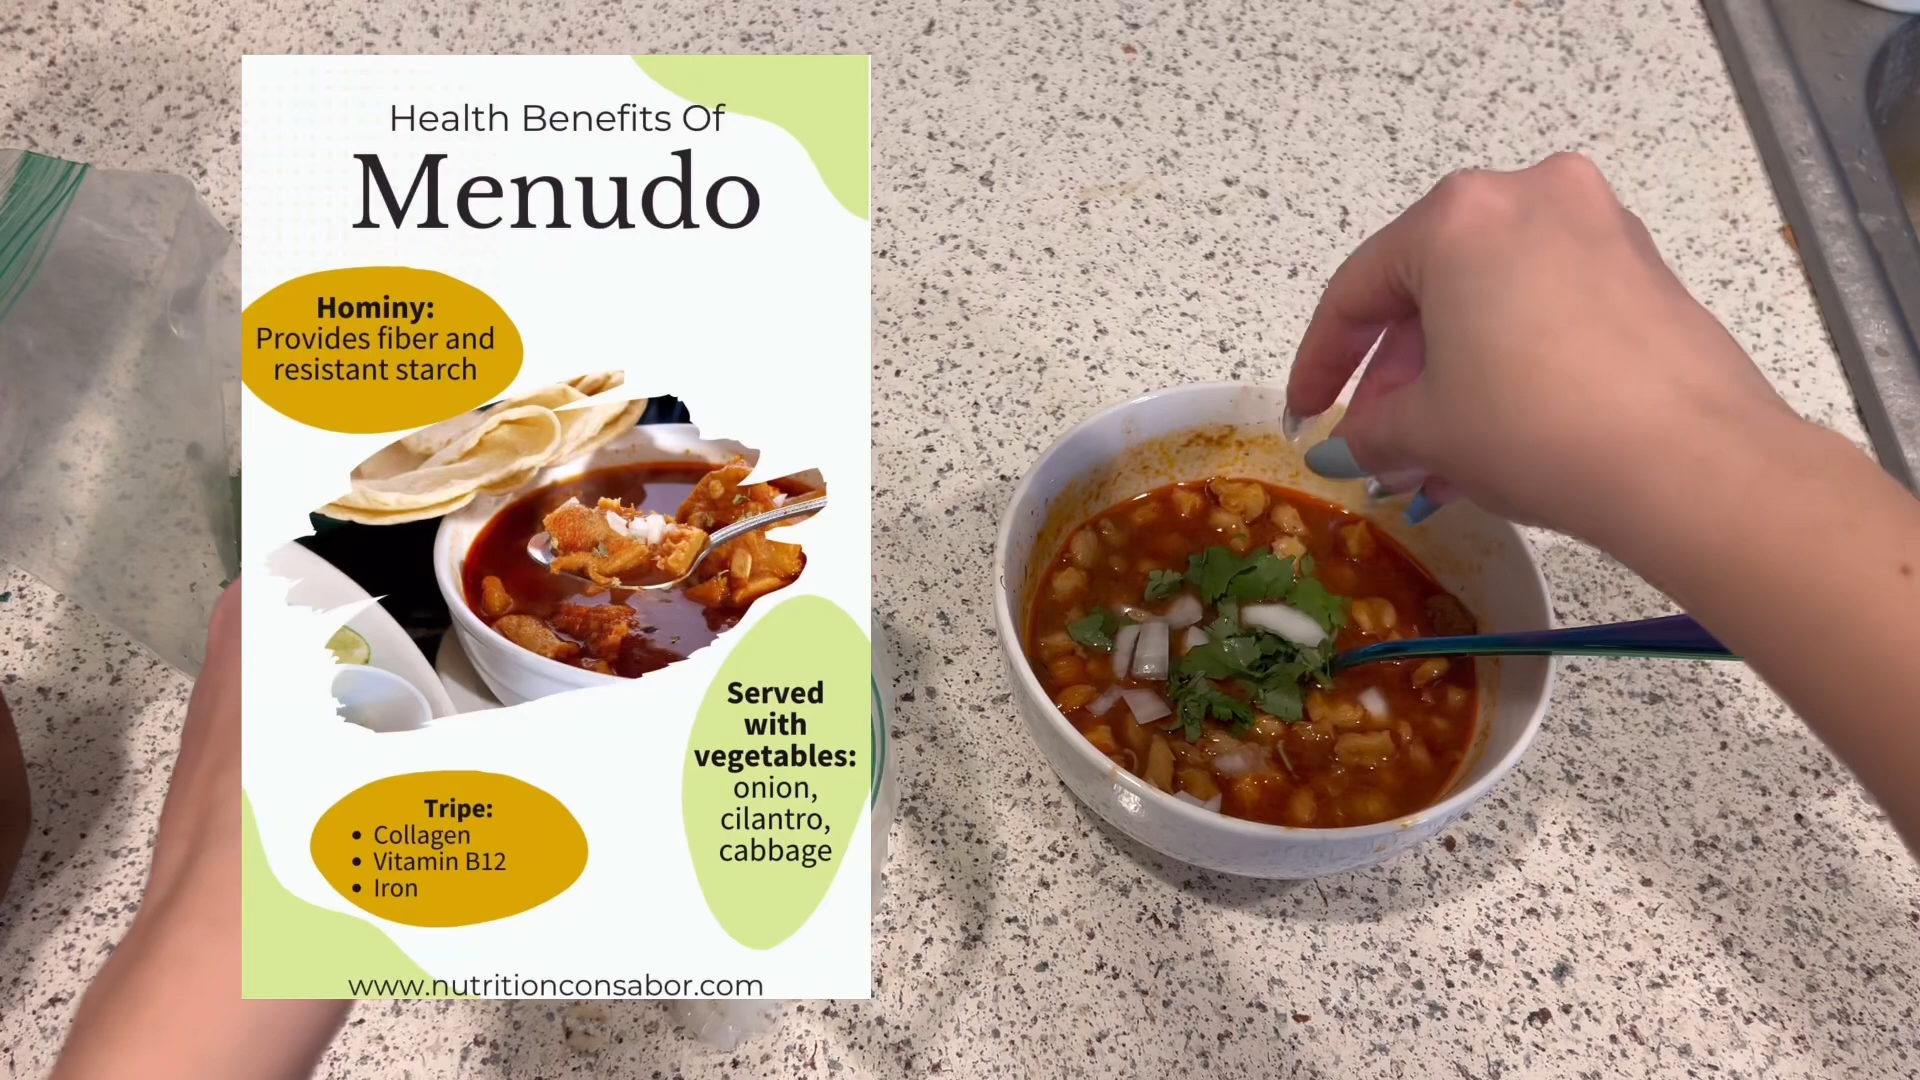 Health Benefits Of
Menudo
Hominy:
Provides fiber and
resistant starch
Served
with
vegetables:
onion,
cilantro,
cabbage
Tripe:
• Collagen
• Vitamin B12
• Iron
www.nutritionconsabor.com